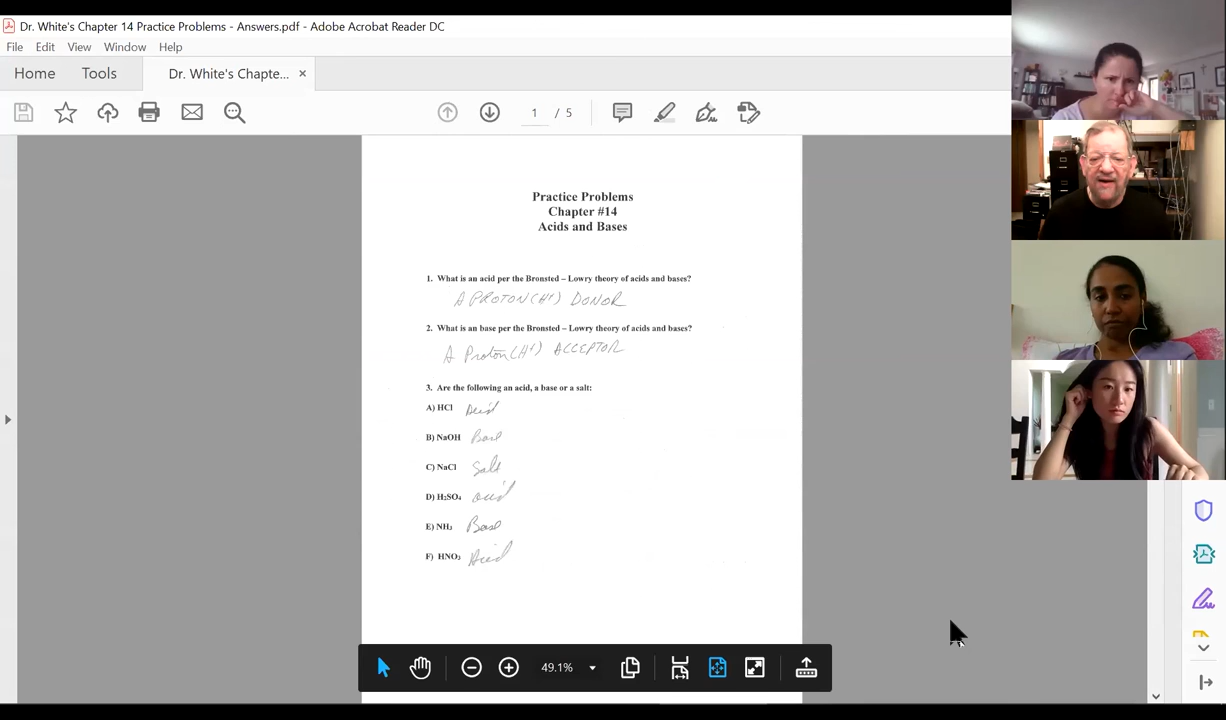 Dr. White's Chapter 14 Practice Problems - Answers.pdf - Adobe Acrobat Reader DC
File Edit View Window Help
Home Tools Dr. White's Chapte... ×
1 / 5
Practice Problems
Chapter #14
Acids and Bases
1. What is an acid per the Bronsted – Lowry theory of acids and bases?
A PROTON (H⁺) DONOR
2. What is an base per the Bronsted – Lowry theory of acids and bases?
A Proton (H⁺) ACCEPTOR
3. Are the following an acid, a base or a salt:
A) HCl Acid
B) NaOH Base
C) NaCl Salt
D) H₂SO₄ acid
E) NH₃ Base
F) HNO₃ Acid
49.1%